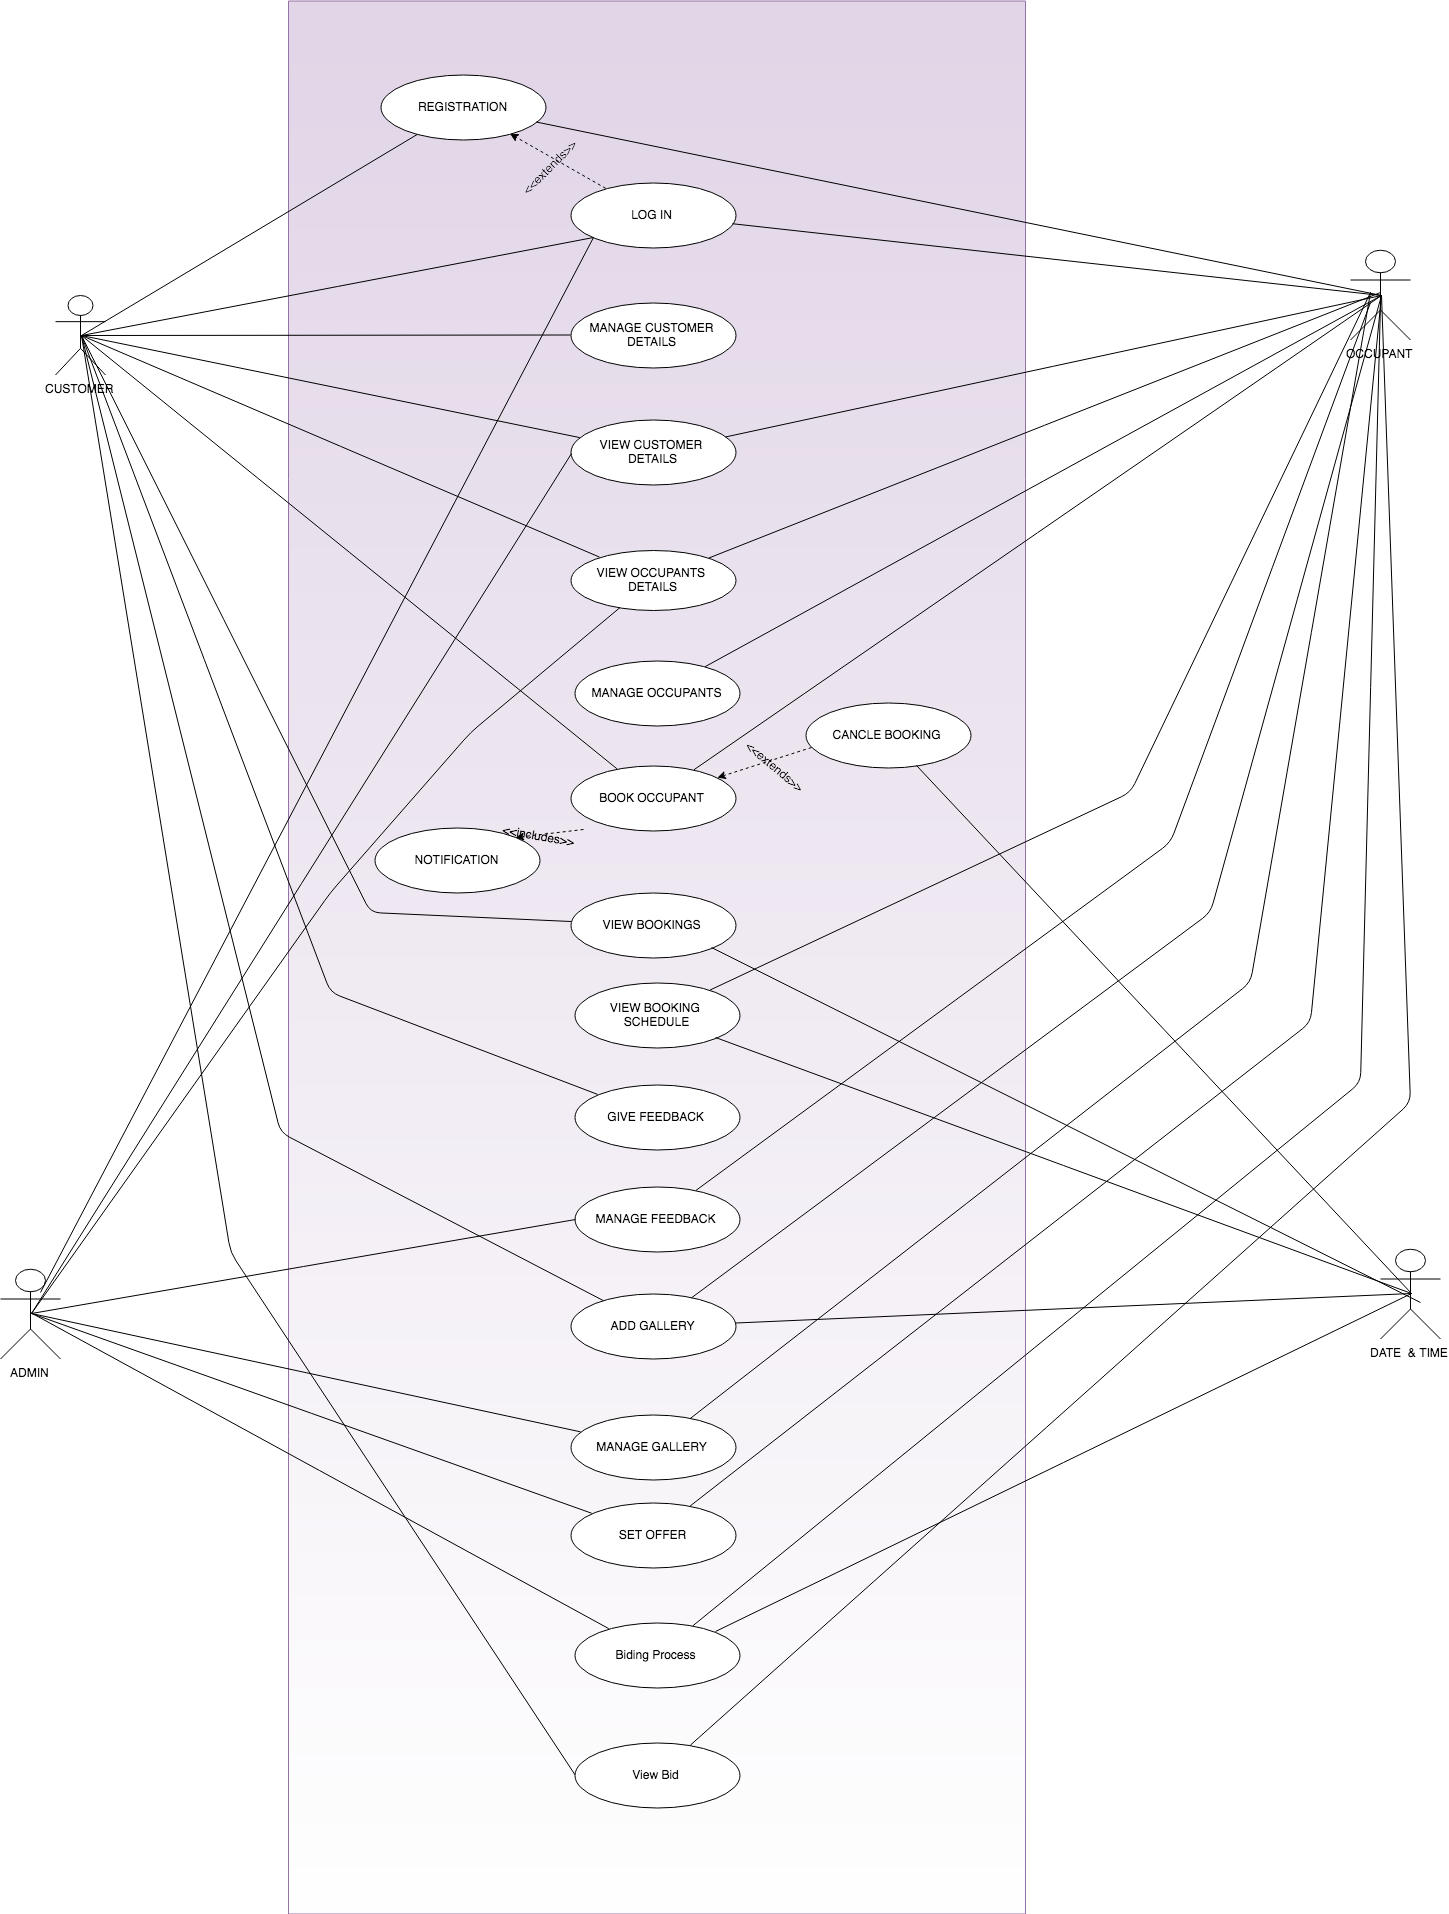 REGISTRATION
<<extends>>
LOG IN
MANAGE CUSTOMER
DETAILS
OCCUPANT
CUSTOMER
VIEW CUSTOMER
DETAILS
VIEW OCCUPANTS
DETAILS
MANAGE OCCUPANTS
CANCLE BOOKING
<<extends>>
BOOK OCCUPANT
<<includes>>
NOTIFICATION
VIEW BOOKINGS
VIEW BOOKING
SCHEDULE
GIVE FEEDBACK
MANAGE FEEDBACK
ADD GALLERY
DATE & TIME
ADMIN
MANAGE GALLERY
SET OFFER
Biding Process
View Bid